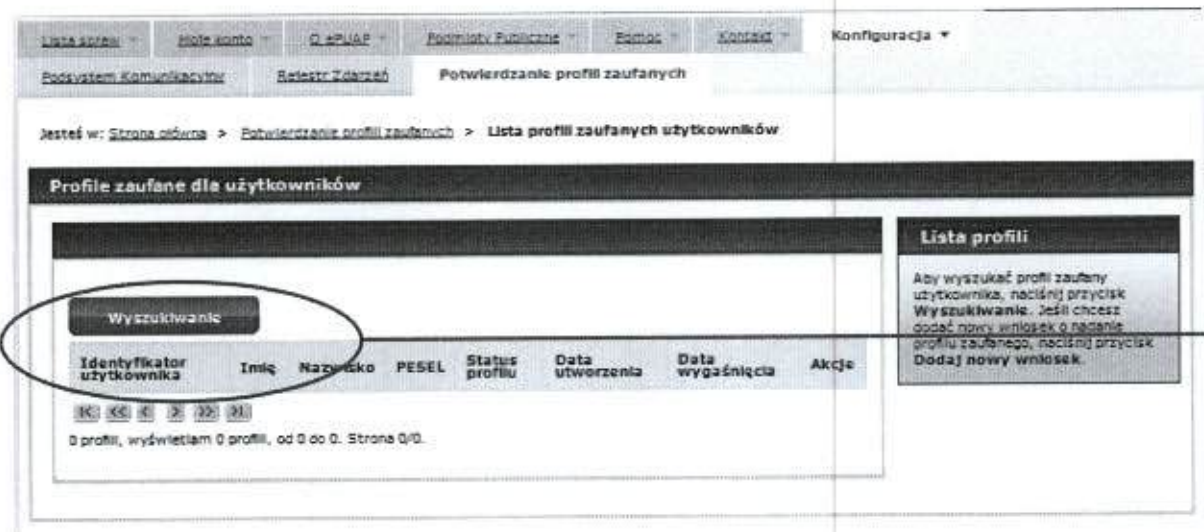 Lista spraw Moje konto O ePUAP Podmioty Publiczne Pomoc Kontakt Konfiguracja
Podsystem Komunikacyjny Rejestr Zdarzeń Potwierdzanie profili zaufanych
Jesteś w: Strona główna > Potwierdzanie profili zaufanych > Lista profili zaufanych użytkowników
Profile zaufane dla użytkowników
Wyszukiwanie
Identyfikator użytkownika Imię Nazwisko PESEL Status profilu Data utworzenia Data wygaśnięcia Akcje
0 profili, wyświetlam 0 profili, od 0 do 0. Strona 0/0.
Lista profili
Aby wyszukać profil zaufany
użytkownika, naciśnij przycisk
Wyszukiwanie. Jeśli chcesz
dodać nowy wniosek o nadanie
profilu zaufanego, naciśnij przycisk
Dodaj nowy wniosek.